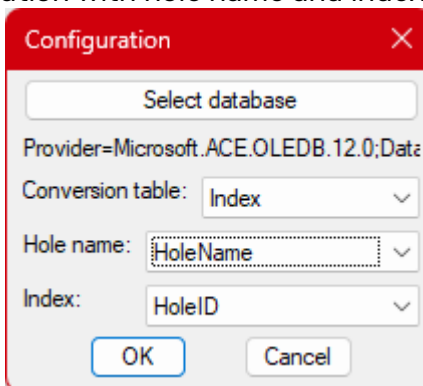 Configuration
Select database
Provider=Microsoft.ACE.OLEDB.12.0;Data
Conversion table: Index
Hole name: HoleName
Index: HoleID
OK Cancel